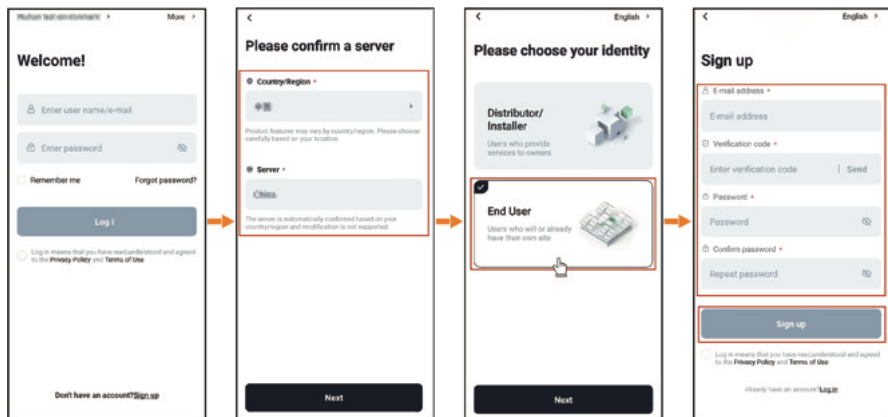 More >
Welcome!
Enter user name/e-mail
Enter password
Remember me
Forgot password?
Log i
Log in means that you have read,understood and agreed
to the Privacy Policy and Terms of Use
Don't have an account?Sign up
<
Please confirm a server
Country/Region *
中国 >
Product features may vary by country/region. Please choose
carefully based on your location.
Server *
China
The server is automatically confirmed based on your
country/region and modification is not supported.
Next
< English >
Please choose your identity
Distributor/
Installer
Users who provide
services to owners
End User
Users who will or already
have their own site
Next
< English >
Sign up
E-mail address *
E-mail address
Verification code *
Enter verification code | Send
Password *
Password
Confirm password *
Repeat password
Sign up
Log in means that you have read,understood and agreed
to the Privacy Policy and Terms of Use
Already have an account?Log in